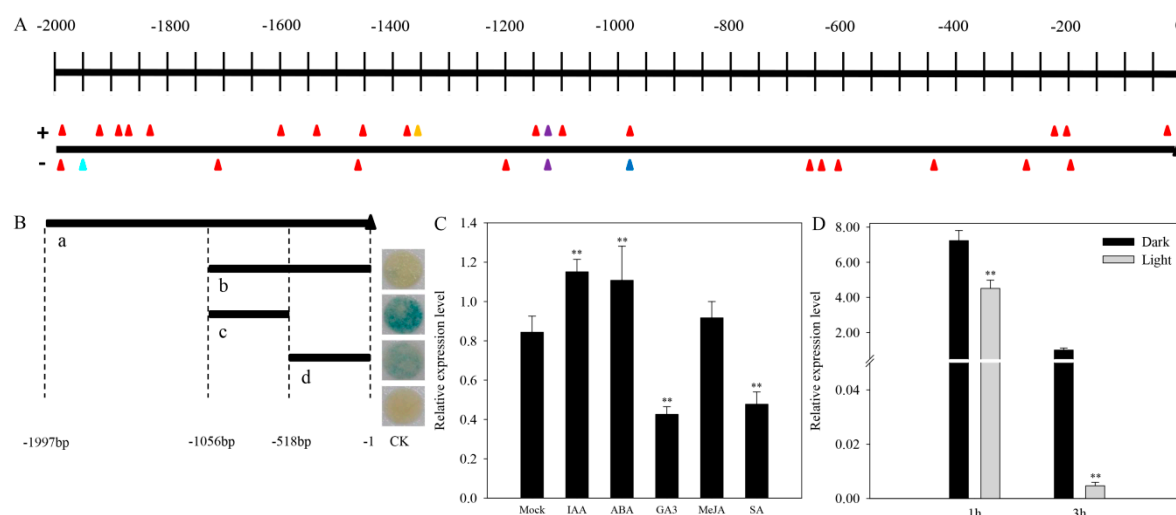 A
-2000 -1800 -1600 -1400 -1200 -1000 -800 -600 -400 -200
+
-
B
a
b
c
d
-1997bp -1056bp -518bp -1 CK
C
Relative expression level
1.4
1.2
1.0
0.8
0.6
0.4
0.2
0.0
**
**
**
**
Mock IAA ABA GA3 MeJA SA
D
Relative expression level
8.00
6.00
4.00
2.00
0.04
0.02
0.00
Dark
Light
**
**
1h 3h